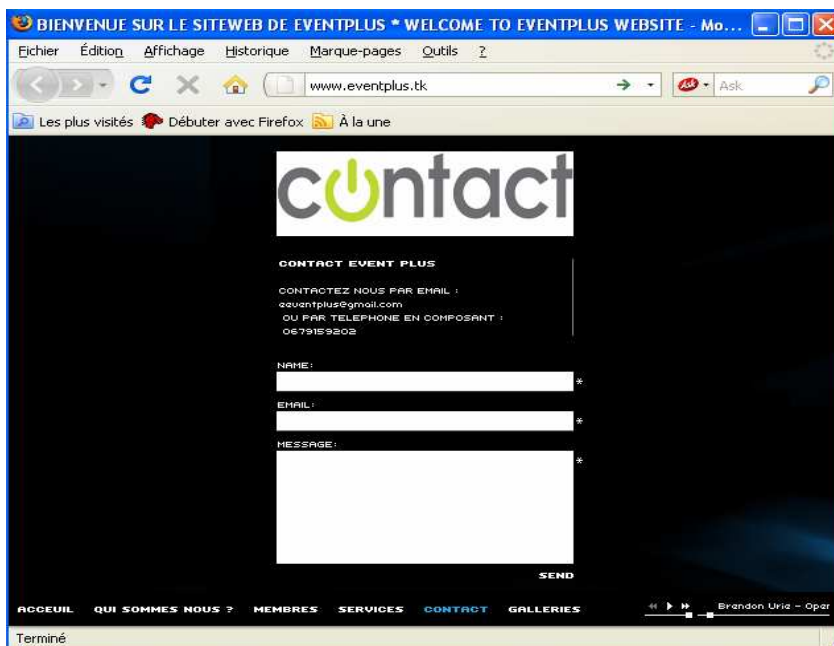 BIENVENUE SUR LE SITEWEB DE EVENTPLUS * WELCOME TO EVENTPLUS WEBSITE - Mo...
Fichier Édition Affichage Historique Marque-pages Outils ?
www.eventplus.tk Ask
Les plus visités Débuter avec Firefox À la une
contact
CONTACT EVENT PLUS
CONTACTEZ NOUS PAR EMAIL :
eeventplus@gmail.com
OU PAR TELEPHONE EN COMPOSANT :
0679159202
NAME:
*
EMAIL:
*
MESSAGE:
*
SEND
ACCEUIL QUI SOMMES NOUS ? MEMBRES SERVICES CONTACT GALLERIES Brendon Urie - Oper
Terminé